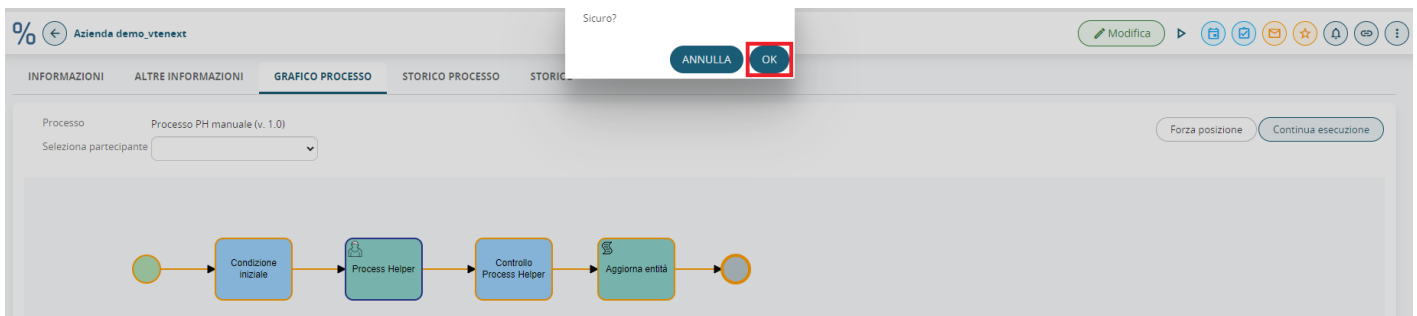 Sicuro?
ANNULLA OK
% Azienda demo_vtenext
Modifica
INFORMAZIONI ALTRE INFORMAZIONI GRAFICO PROCESSO STORICO PROCESSO
Processo Processo PH manuale (v. 1.0)
Seleziona partecipante
Forza posizione Continua esecuzione
Condizione
iniziale
Process Helper
Controllo
Process Helper
Aggiorna entità